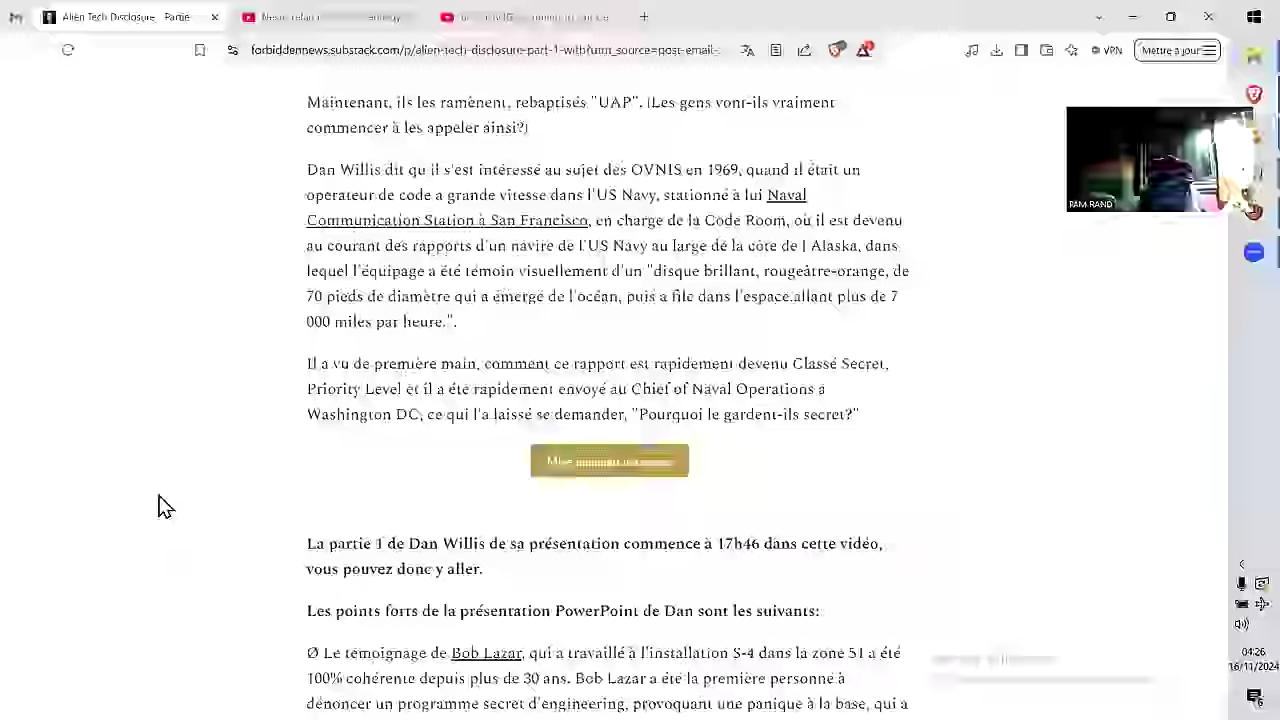 Alien Tech Disclosure - Partie
forbiddennews.substack.com/p/alien-tech-disclosure-part-1-with?utm_source=post-email-
VPN
Mettre à jour
Maintenant, ils les ramènent, rebaptisés "UAP". (Les gens vont-ils vraiment
commencer à les appeler ainsi?)
Dan Willis dit qu'il s'est intéressé au sujet des OVNIS en 1969, quand il était un
operateur de code a grande vitesse dans l'US Navy, stationné à lui Naval
Communication Station à San Francisco, en charge de la Code Room, où il est devenu
au courant des rapports d'un navire de l'US Navy au large de la côte de l Alaska, dans
lequel l'équipage a été témoin visuellement d'un "disque brillant, rougeâtre-orange, de
70 pieds de diamètre qui a émergé de l'océan, puis a filé dans l'espace.allant plus de 7
000 miles par heure.".
Il a vu de première main, comment ce rapport est rapidement devenu Classé Secret,
Priority Level et il a été rapidement envoyé au Chief of Naval Operations à
Washington DC, ce qui l'a laissé se demander, "Pourquoi le gardent-ils secret?"
La partie 1 de Dan Willis de sa présentation commence à 17h46 dans cette vidéo,
vous pouvez donc y aller.
Les points forts de la présentation PowerPoint de Dan sont les suivants:
Ø Le témoignage de Bob Lazar, qui a travaillé à l'installation S-4 dans la zone 51 a été
100% cohérente depuis plus de 30 ans. Bob Lazar a été la première personne à
dénoncer un programme secret d'engineering, provoquant une panique à la base, qui a
PAM RAND
04:26
16/11/2024